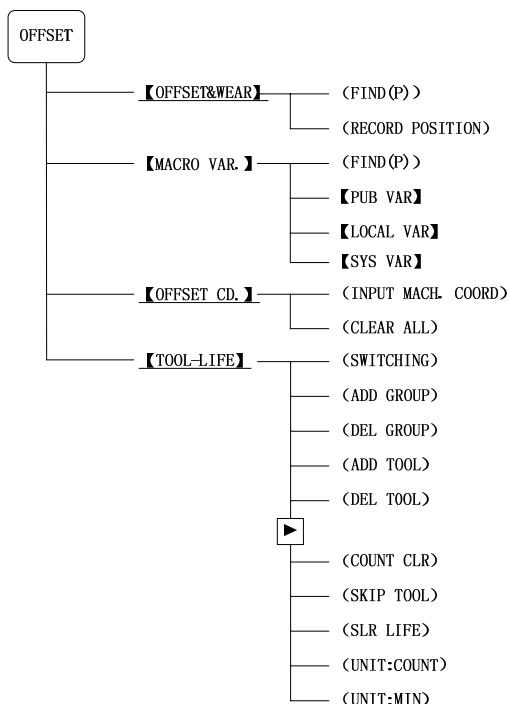 OFFSET
【OFFSET&WEAR】 (FIND(P))
(RECORD POSITION)
【MACRO VAR.】 (FIND(P))
【PUB VAR】
【LOCAL VAR】
【SYS VAR】
【OFFSET CD.】 (INPUT MACH. COORD)
(CLEAR ALL)
【TOOL-LIFE】 (SWITCHING)
(ADD GROUP)
(DEL GROUP)
(ADD TOOL)
(DEL TOOL)
(COUNT CLR)
(SKIP TOOL)
(SLR LIFE)
(UNIT:COUNT)
(UNIT:MIN)